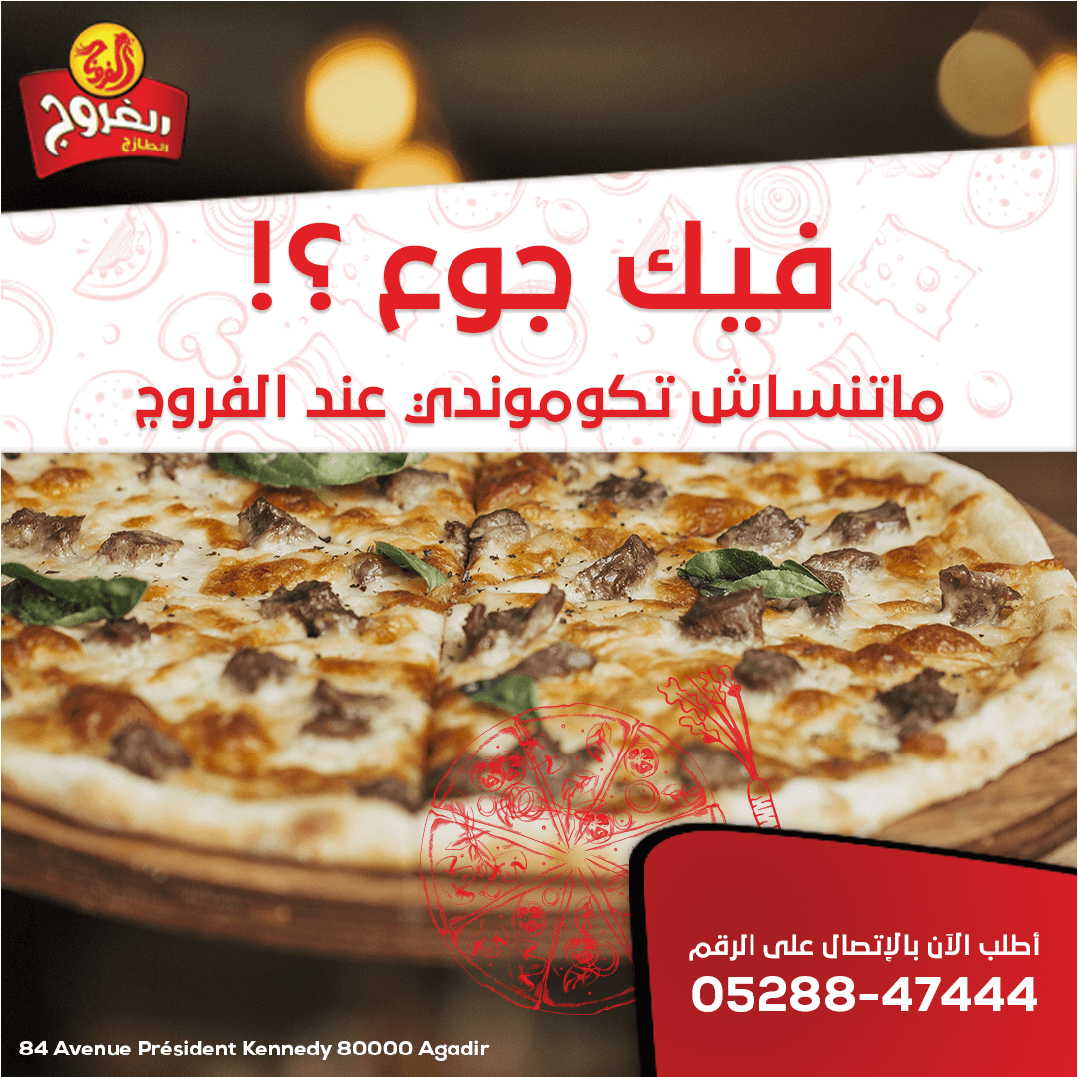 الفروج
الفروج
الطازج
فيك جوع ؟!
ماتنساش تكوموندي عند الفروج
أطلب الآن بالإتصال على الرقم
05288-47444
84 Avenue Président Kennedy 80000 Agadir